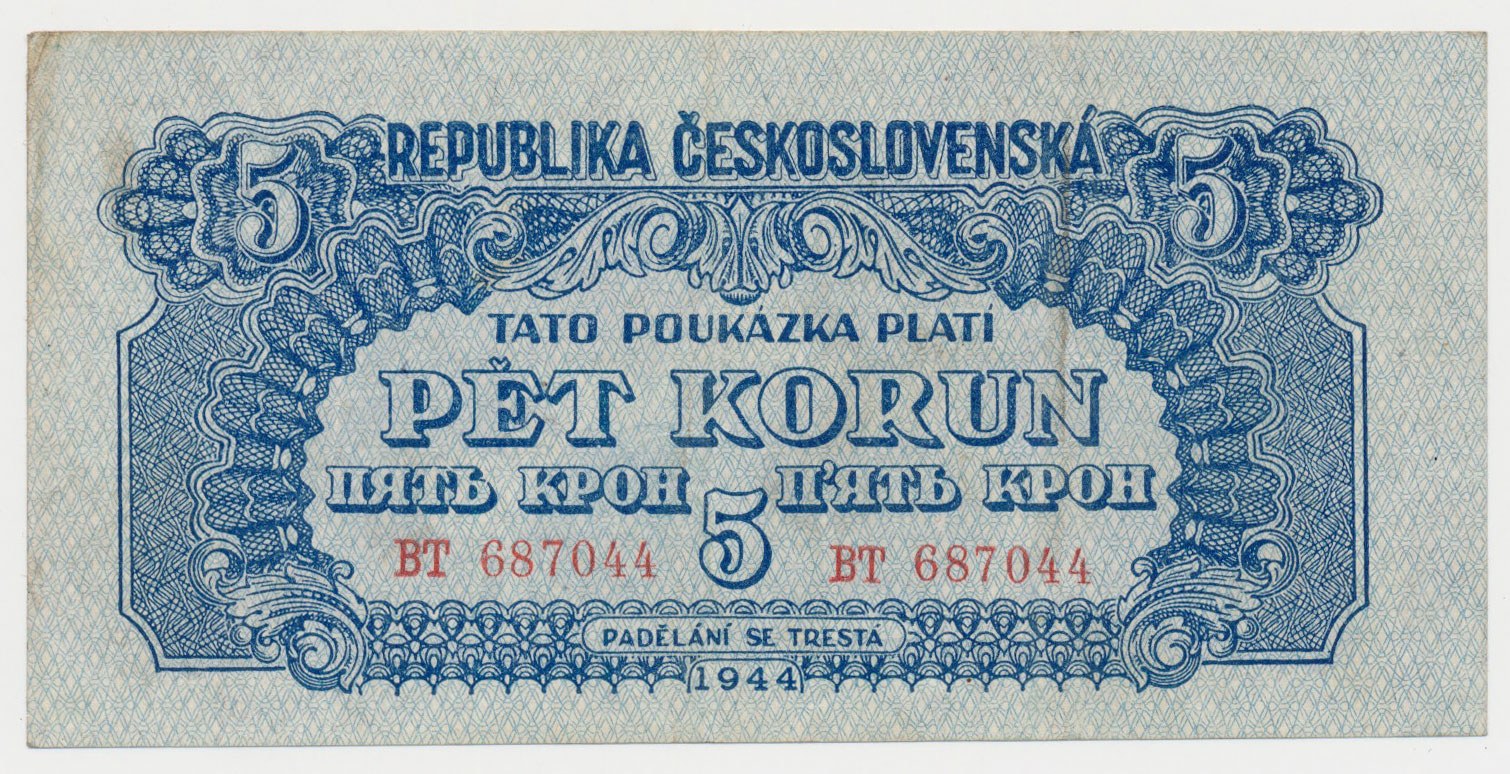 5 REPUBLIKA ČESKOSLOVENSKÁ 5
TATO POUKÁZKA PLATÍ
PĚT KORUN
ПЯТЬ КРОН 5 П'ЯТЬ КРОН
ВТ 687044 ВТ 687044
PADĚLÁNÍ SE TRESTÁ
1944